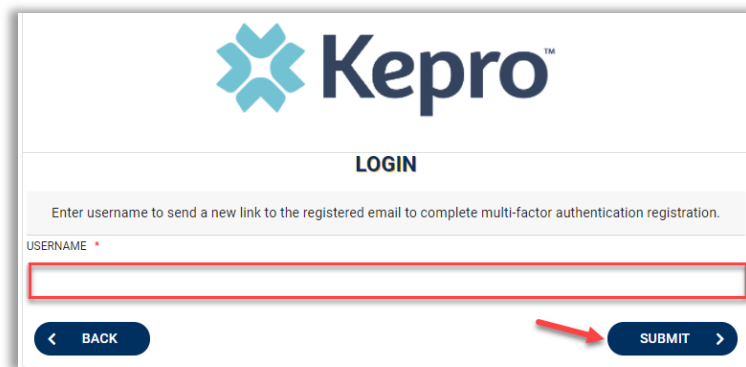 Kepro™
LOGIN
Enter username to send a new link to the registered email to complete multi-factor authentication registration.
USERNAME *
BACK
SUBMIT